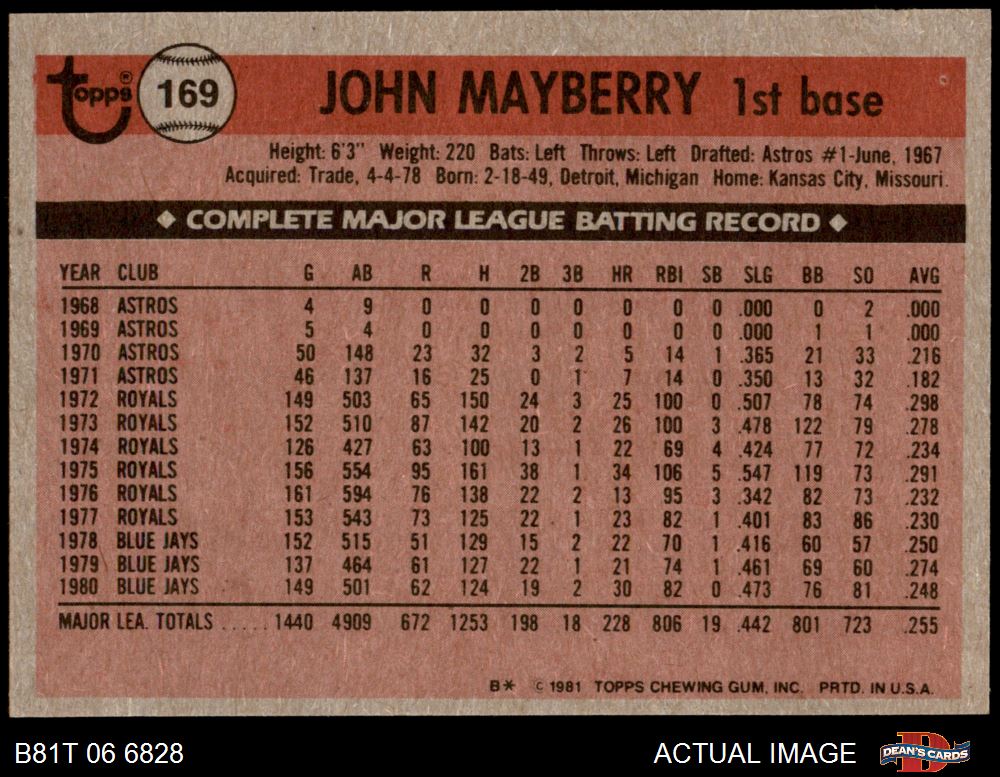 Topps® 169 JOHN MAYBERRY 1st base
Height: 6'3" Weight: 220 Bats: Left Throws: Left Drafted: Astros #1-June, 1967
Acquired: Trade, 4-4-78 Born: 2-18-49, Detroit, Michigan Home: Kansas City, Missouri.
◆ COMPLETE MAJOR LEAGUE BATTING RECORD ◆
YEAR CLUB G AB R H 2B 3B HR RBI SB SLG BB SO AVG
1968 ASTROS 4 9 0 0 0 0 0 0 0 .000 0 2 .000
1969 ASTROS 5 4 0 0 0 0 0 0 0 .000 1 1 .000
1970 ASTROS 50 148 23 32 3 2 5 14 1 .365 21 33 .216
1971 ASTROS 46 137 16 25 0 1 7 14 0 .350 13 32 .182
1972 ROYALS 149 503 65 150 24 3 25 100 0 .507 78 74 .298
1973 ROYALS 152 510 87 142 20 2 26 100 3 .478 122 79 .278
1974 ROYALS 126 427 63 100 13 1 22 69 4 .424 77 72 .234
1975 ROYALS 156 554 95 161 38 1 34 106 5 .547 119 73 .291
1976 ROYALS 161 594 76 138 22 2 13 95 3 .342 82 73 .232
1977 ROYALS 153 543 73 125 22 1 23 82 1 .401 83 86 .230
1978 BLUE JAYS 152 515 51 129 15 2 22 70 1 .416 60 57 .250
1979 BLUE JAYS 137 464 61 127 22 1 21 74 1 .461 69 60 .274
1980 BLUE JAYS 149 501 62 124 19 2 30 82 0 .473 76 81 .248
MAJOR LEA. TOTALS ..... 1440 4909 672 1253 198 18 228 806 19 .442 801 723 .255
B* © 1981 TOPPS CHEWING GUM, INC. PRTD. IN U.S.A.
B81T 06 6828 ACTUAL IMAGE DEAN'S CARDS